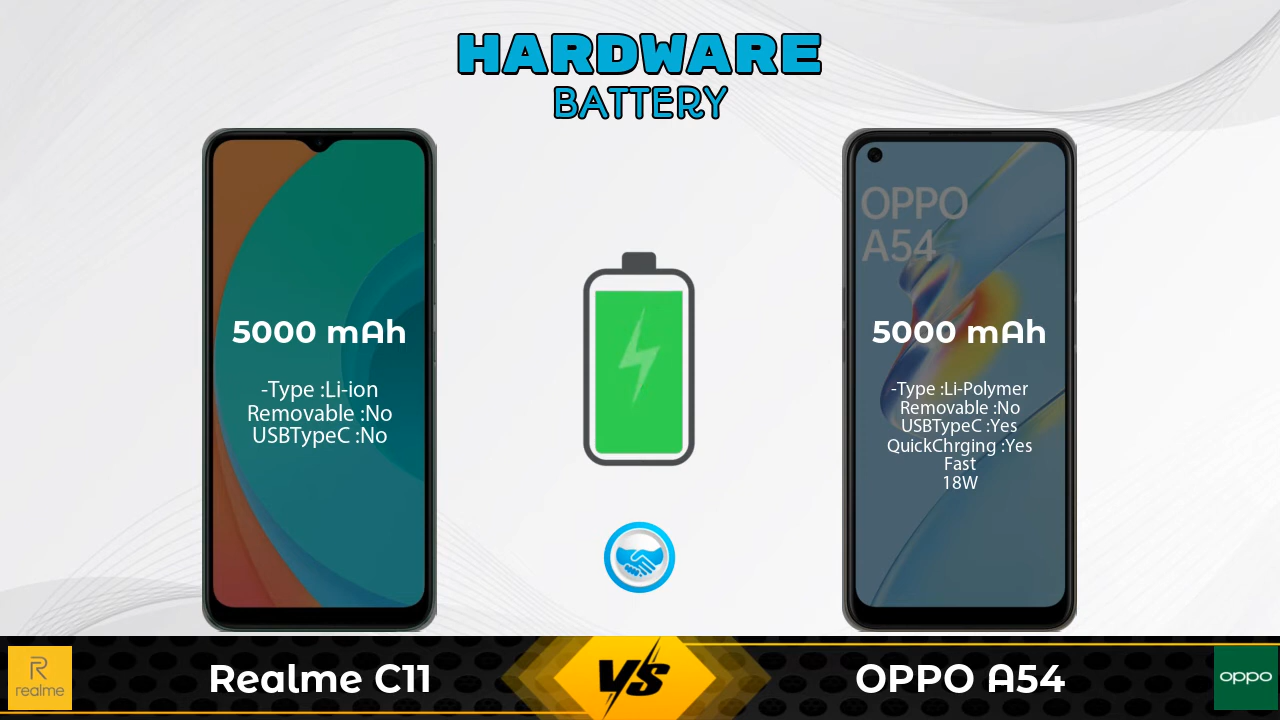 HARDWARE
BATTERY
OPPO
A54
5000 mAh
-Type :Li-ion
Removable :No
USBTypeC :No
5000 mAh
-Type :Li-Polymer
Removable :No
USBTypeC :Yes
QuickChrging :Yes
Fast
18W
realme
Realme C11
VS
OPPO A54
oppo